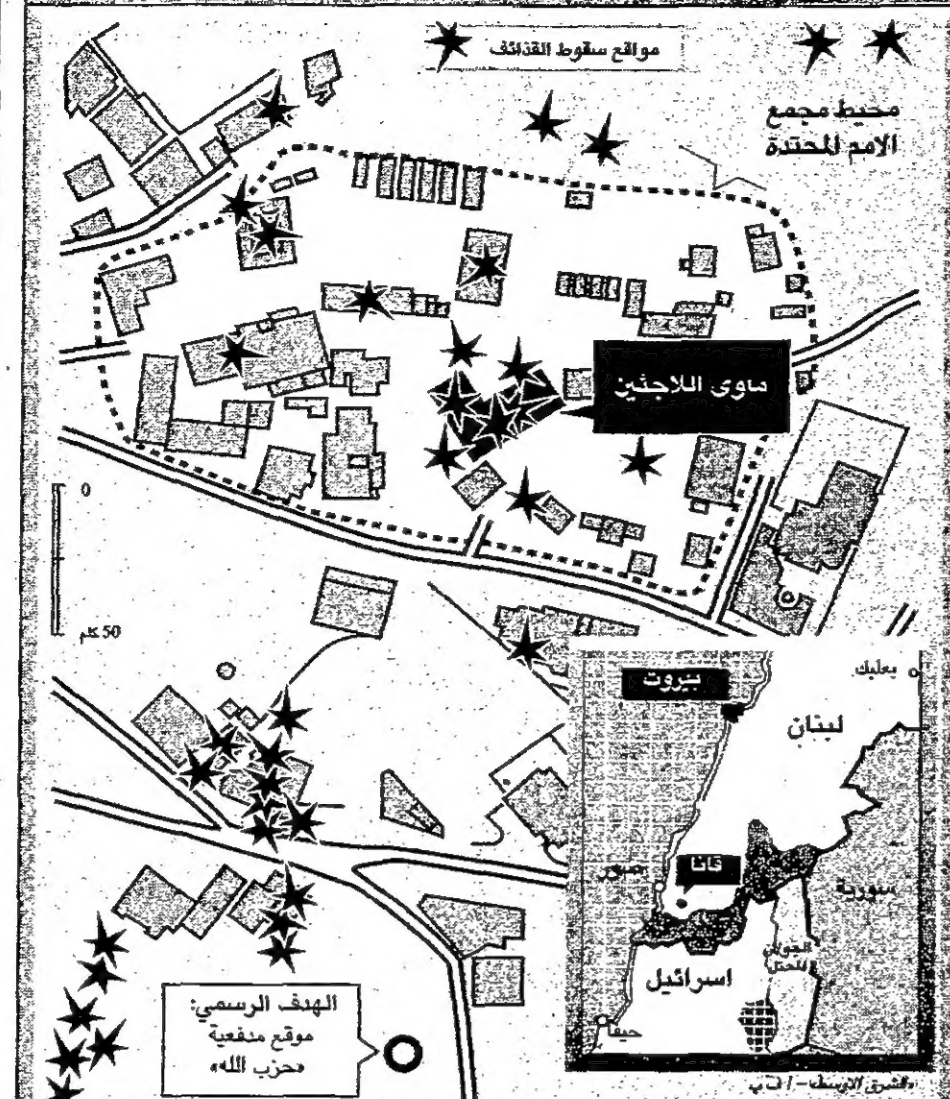 مواقع سقوط القذائف
محيط مجمع
الامم المتحدة
ماوى اللاجئين
0
50 كلم
بيروت
بعلبك
لبنان
صور
قانا
سورية
الجولان
المحتل
اسرائيل
حيفا
الهدف الرسمي:
موقع مدفعية
«حزب الله»
«الشرق الاوسط» - ا ف ب